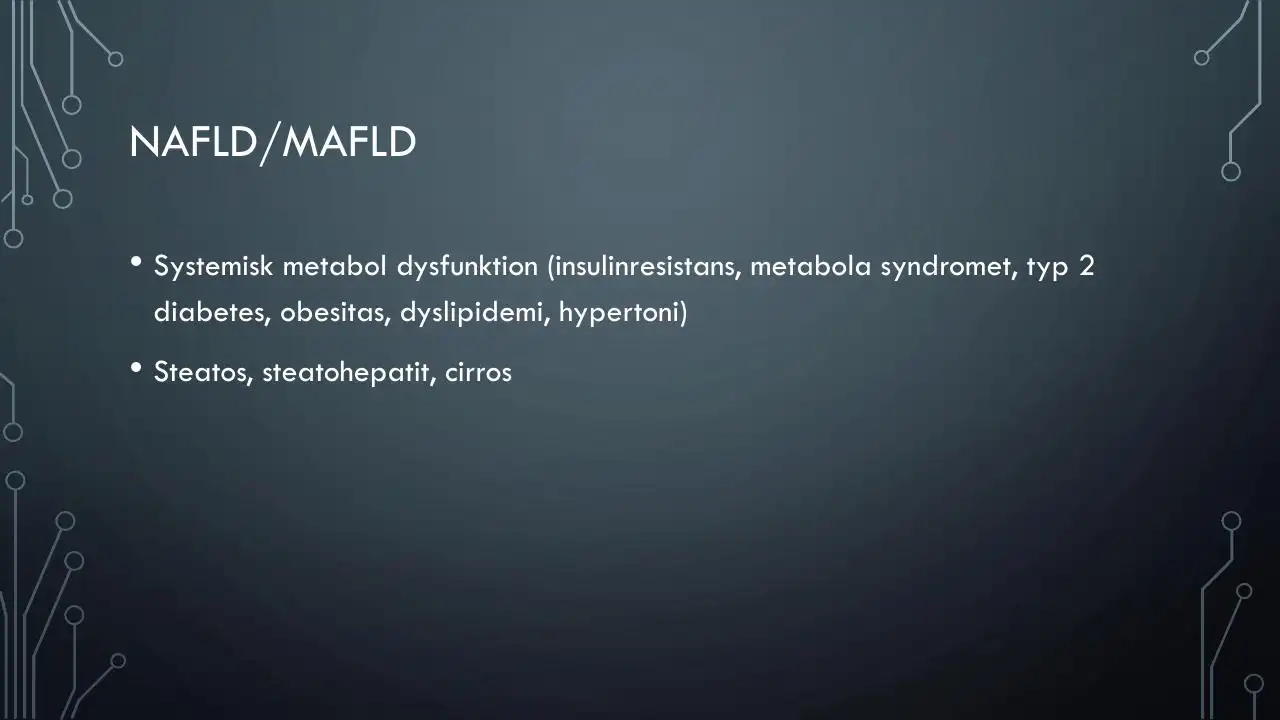 NAFLD/MAFLD
• Systemisk metabol dysfunktion (insulinresistans, metabola syndromet, typ 2
diabetes, obesitas, dyslipidemi, hypertoni)
• Steatos, steatohepatit, cirros